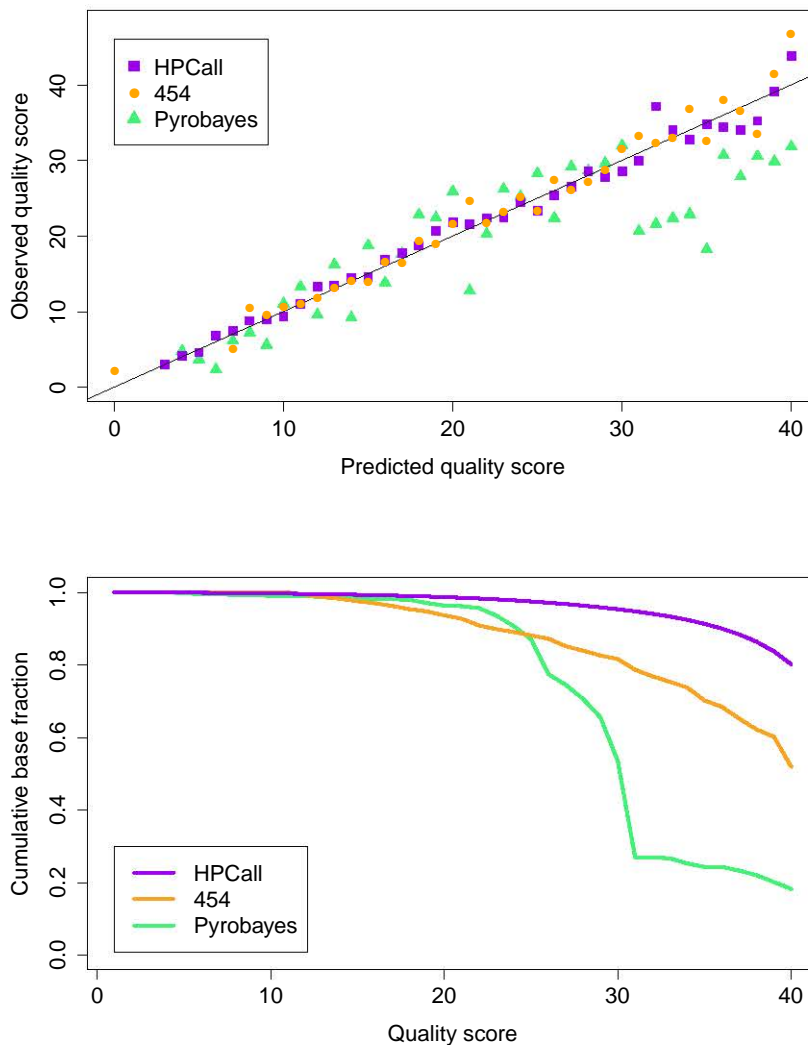 Observed quality score
40
30
20
10
0
HPCall
454
Pyrobayes
0 10 20 30 40
Predicted quality score
Cumulative base fraction
1.0
0.8
0.6
0.4
0.2
0.0
HPCall
454
Pyrobayes
0 10 20 30 40
Quality score